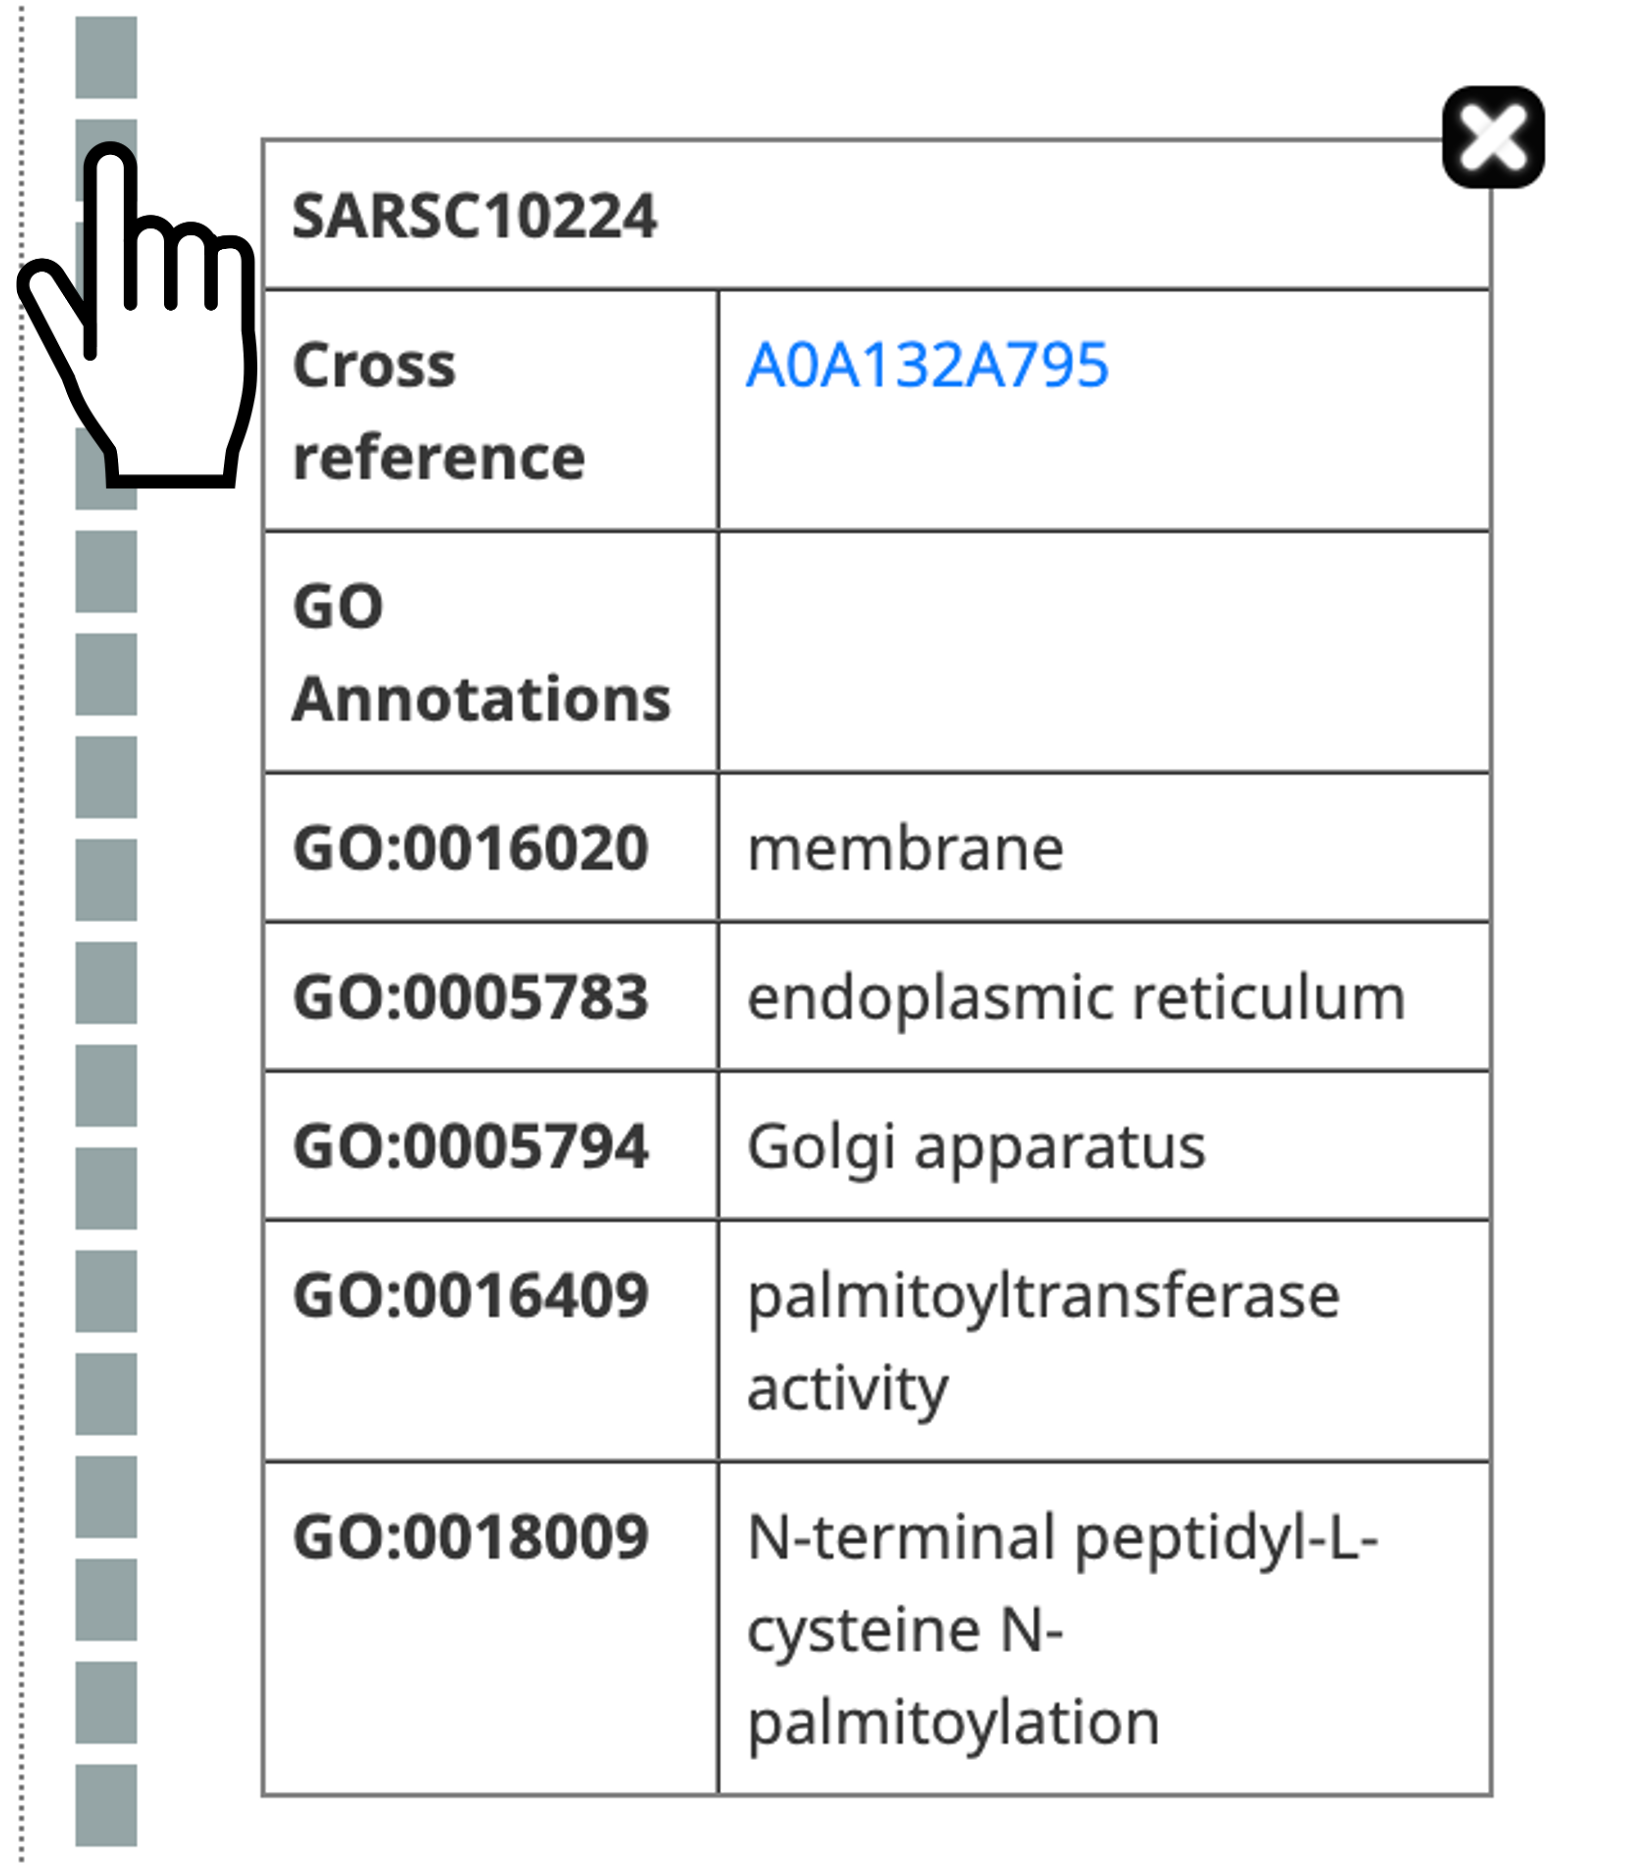 SARSC10224
Cross
reference
A0A132A795
GO
Annotations
GO:0016020
membrane
GO:0005783
endoplasmic reticulum
GO:0005794
Golgi apparatus
GO:0016409
palmitoyltransferase
activity
GO:0018009
N-terminal peptidyl-L-
cysteine N-
palmitoylation